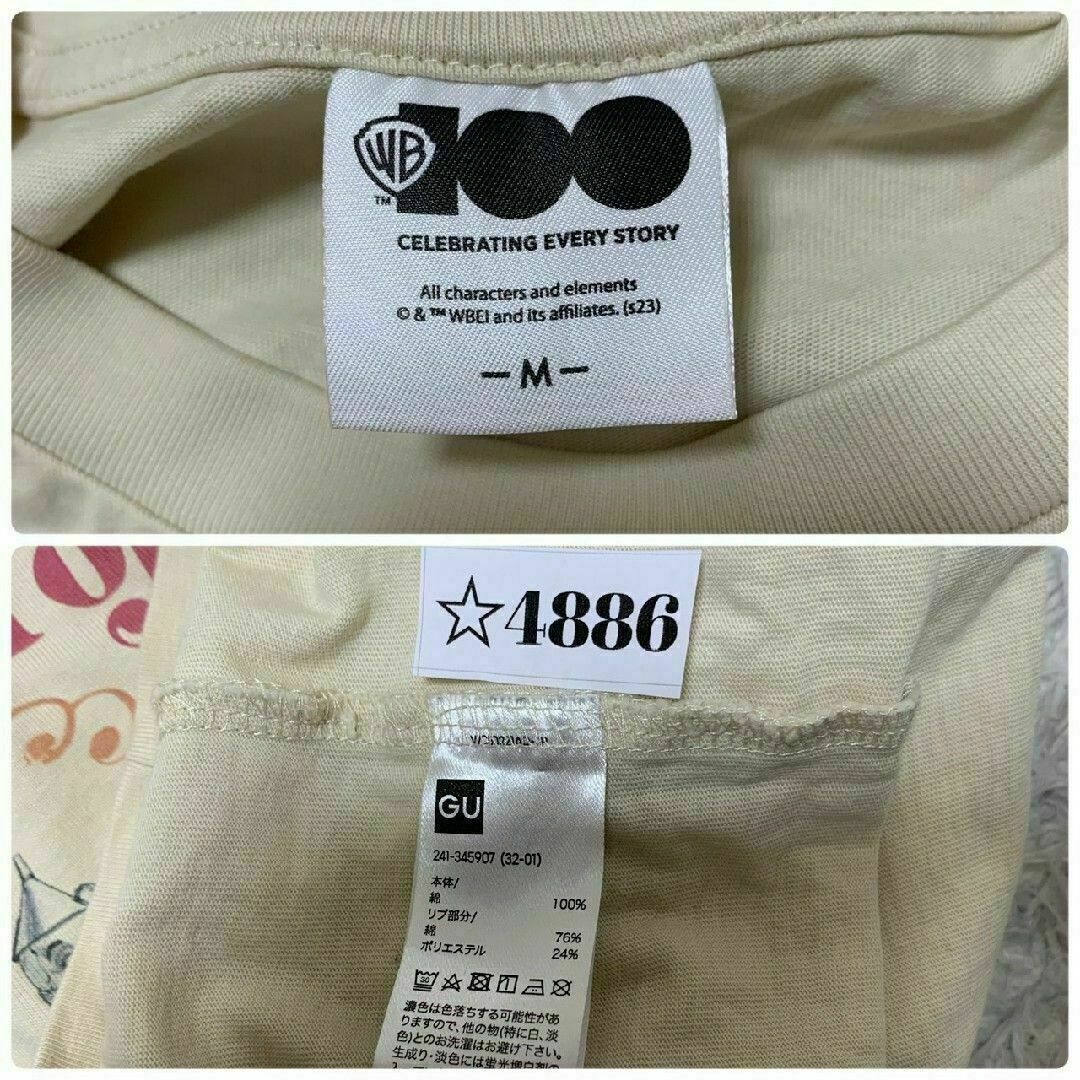 WB 100
TM
CELEBRATING EVERY STORY
All characters and elements
© & ™ WBEI and its affiliates. (s23)
— M —
☆4886
GU
241-345907 (32-01)
本体/
綿 100%
リブ部分/
綿 76%
ポリエステル 24%
30
濃色は色落ちする可能性があ
りますので、他の物(特に白、淡
色)とのお洗濯はお避け下さい。
生成り・淡色には蛍光増白剤の